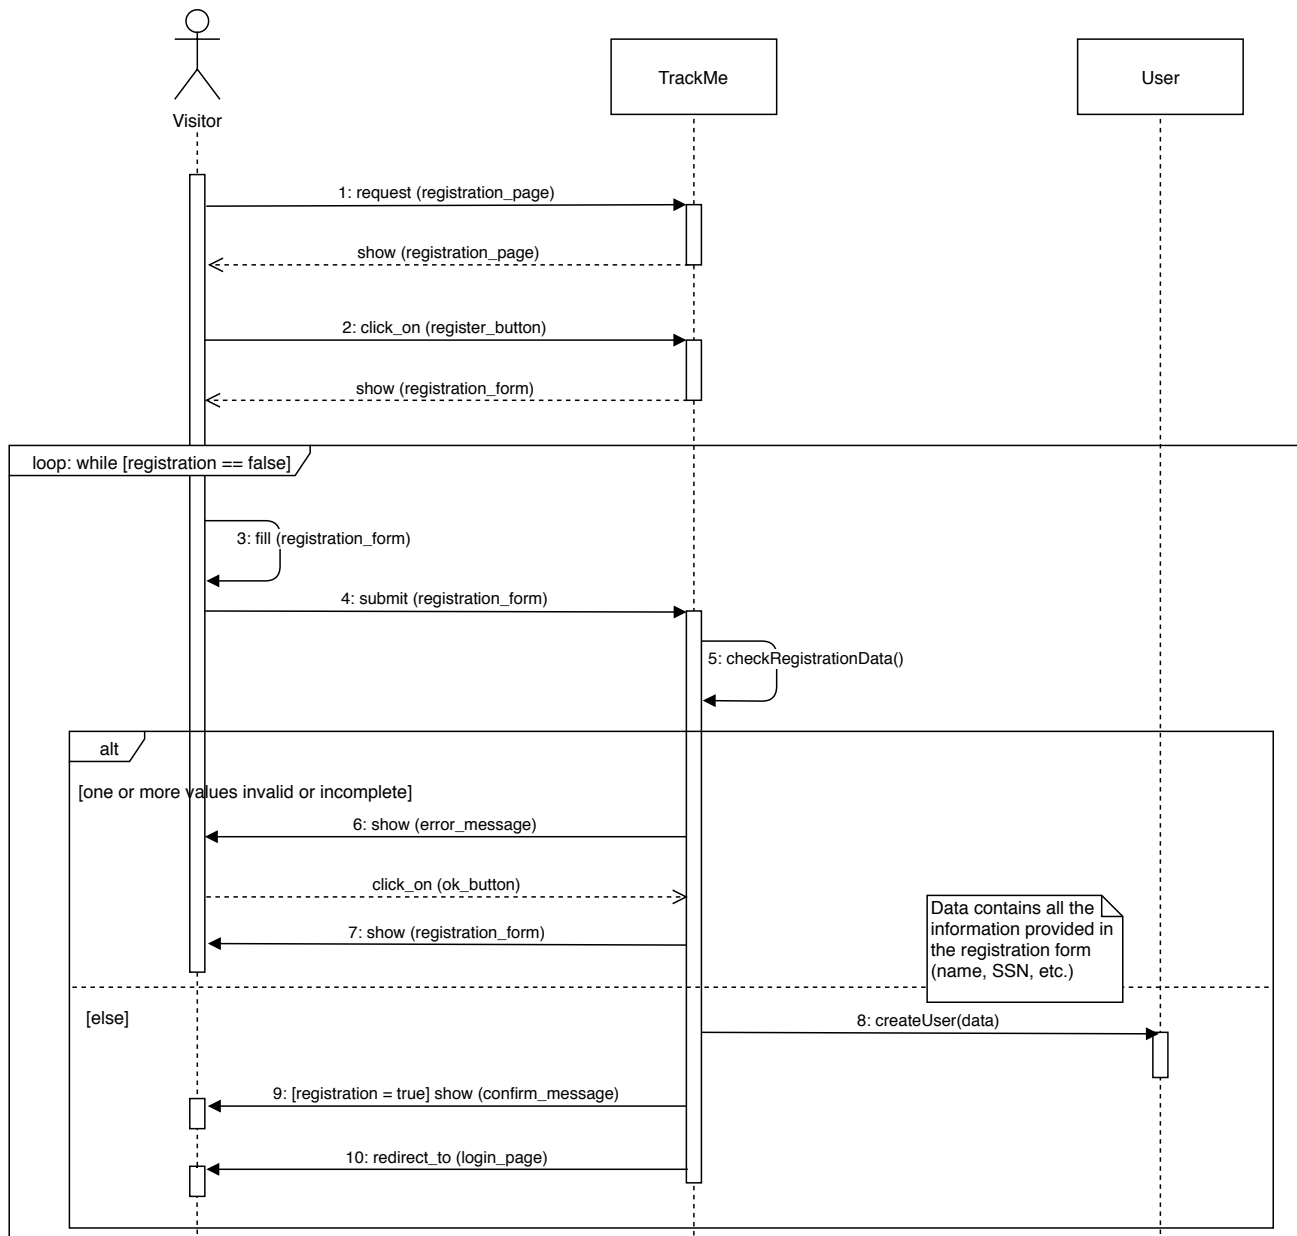 Visitor
TrackMe
User
1: request (registration_page)
show (registration_page)
2: click_on (register_button)
show (registration_form)
loop: while [registration == false]
3: fill (registration_form)
4: submit (registration_form)
5: checkRegistrationData()
alt
[one or more values invalid or incomplete]
6: show (error_message)
click_on (ok_button)
7: show (registration_form)
Data contains all the
information provided in
the registration form
(name, SSN, etc.)
[else]
8: createUser(data)
9: [registration = true] show (confirm_message)
10: redirect_to (login_page)